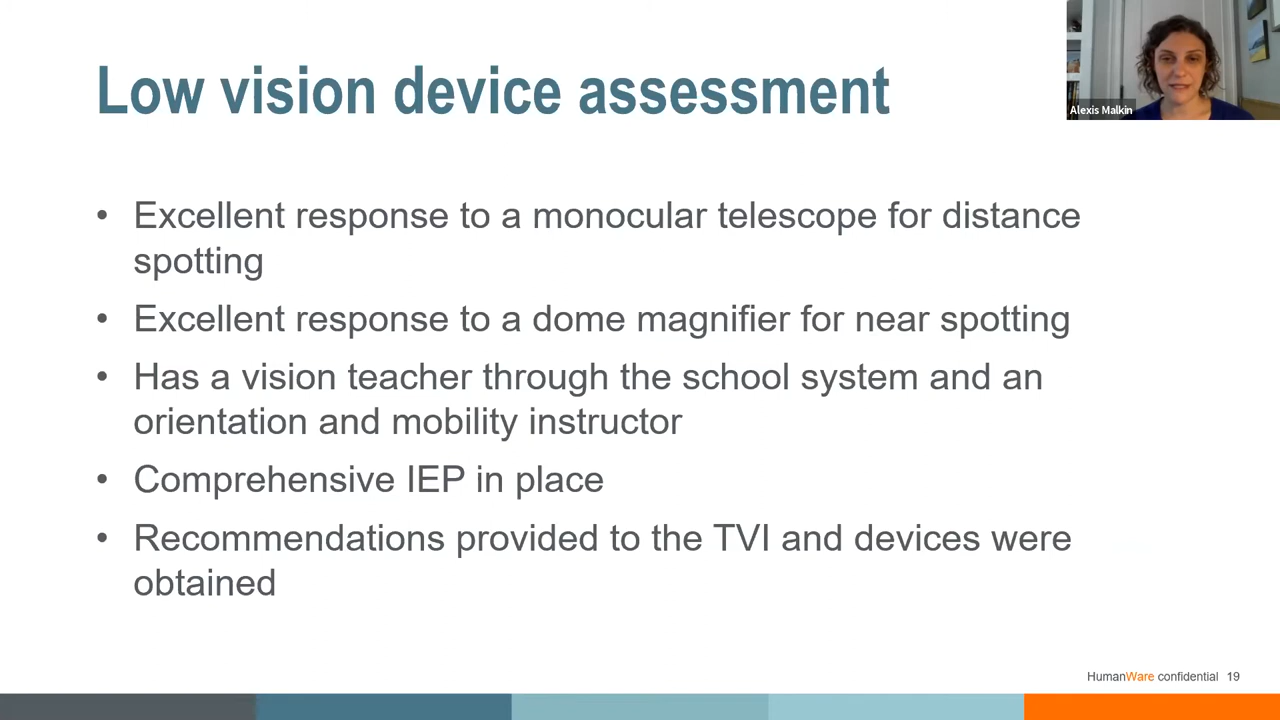 Low vision device assessment
Alexis Malkin
• Excellent response to a monocular telescope for distance
spotting
• Excellent response to a dome magnifier for near spotting
• Has a vision teacher through the school system and an
orientation and mobility instructor
• Comprehensive IEP in place
• Recommendations provided to the TVI and devices were
obtained
HumanWare confidential 19